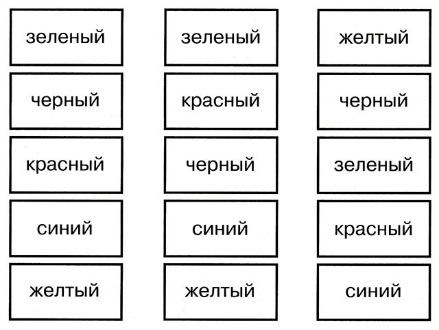 зеленый зеленый желтый
черный красный черный
красный черный зеленый
синий синий красный
желтый желтый синий